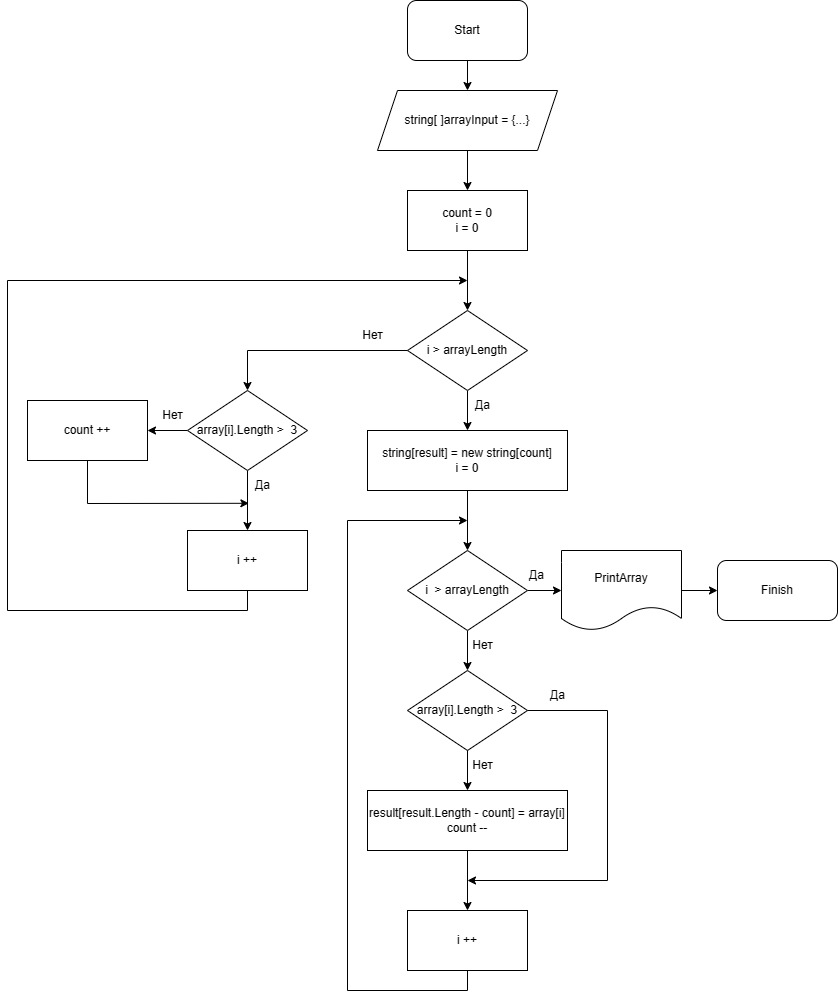 Start
string[ ]arrayInput = {...}
count = 0
i = 0
i > arrayLength
Нет
Да
array[i].Length > 3
Нет
count ++
Да
i ++
string[result] = new string[count]
i = 0
i > arrayLength
Да
PrintArray
Finish
Нет
array[i].Length > 3
Да
Нет
result[result.Length - count] = array[i]
count --
i ++